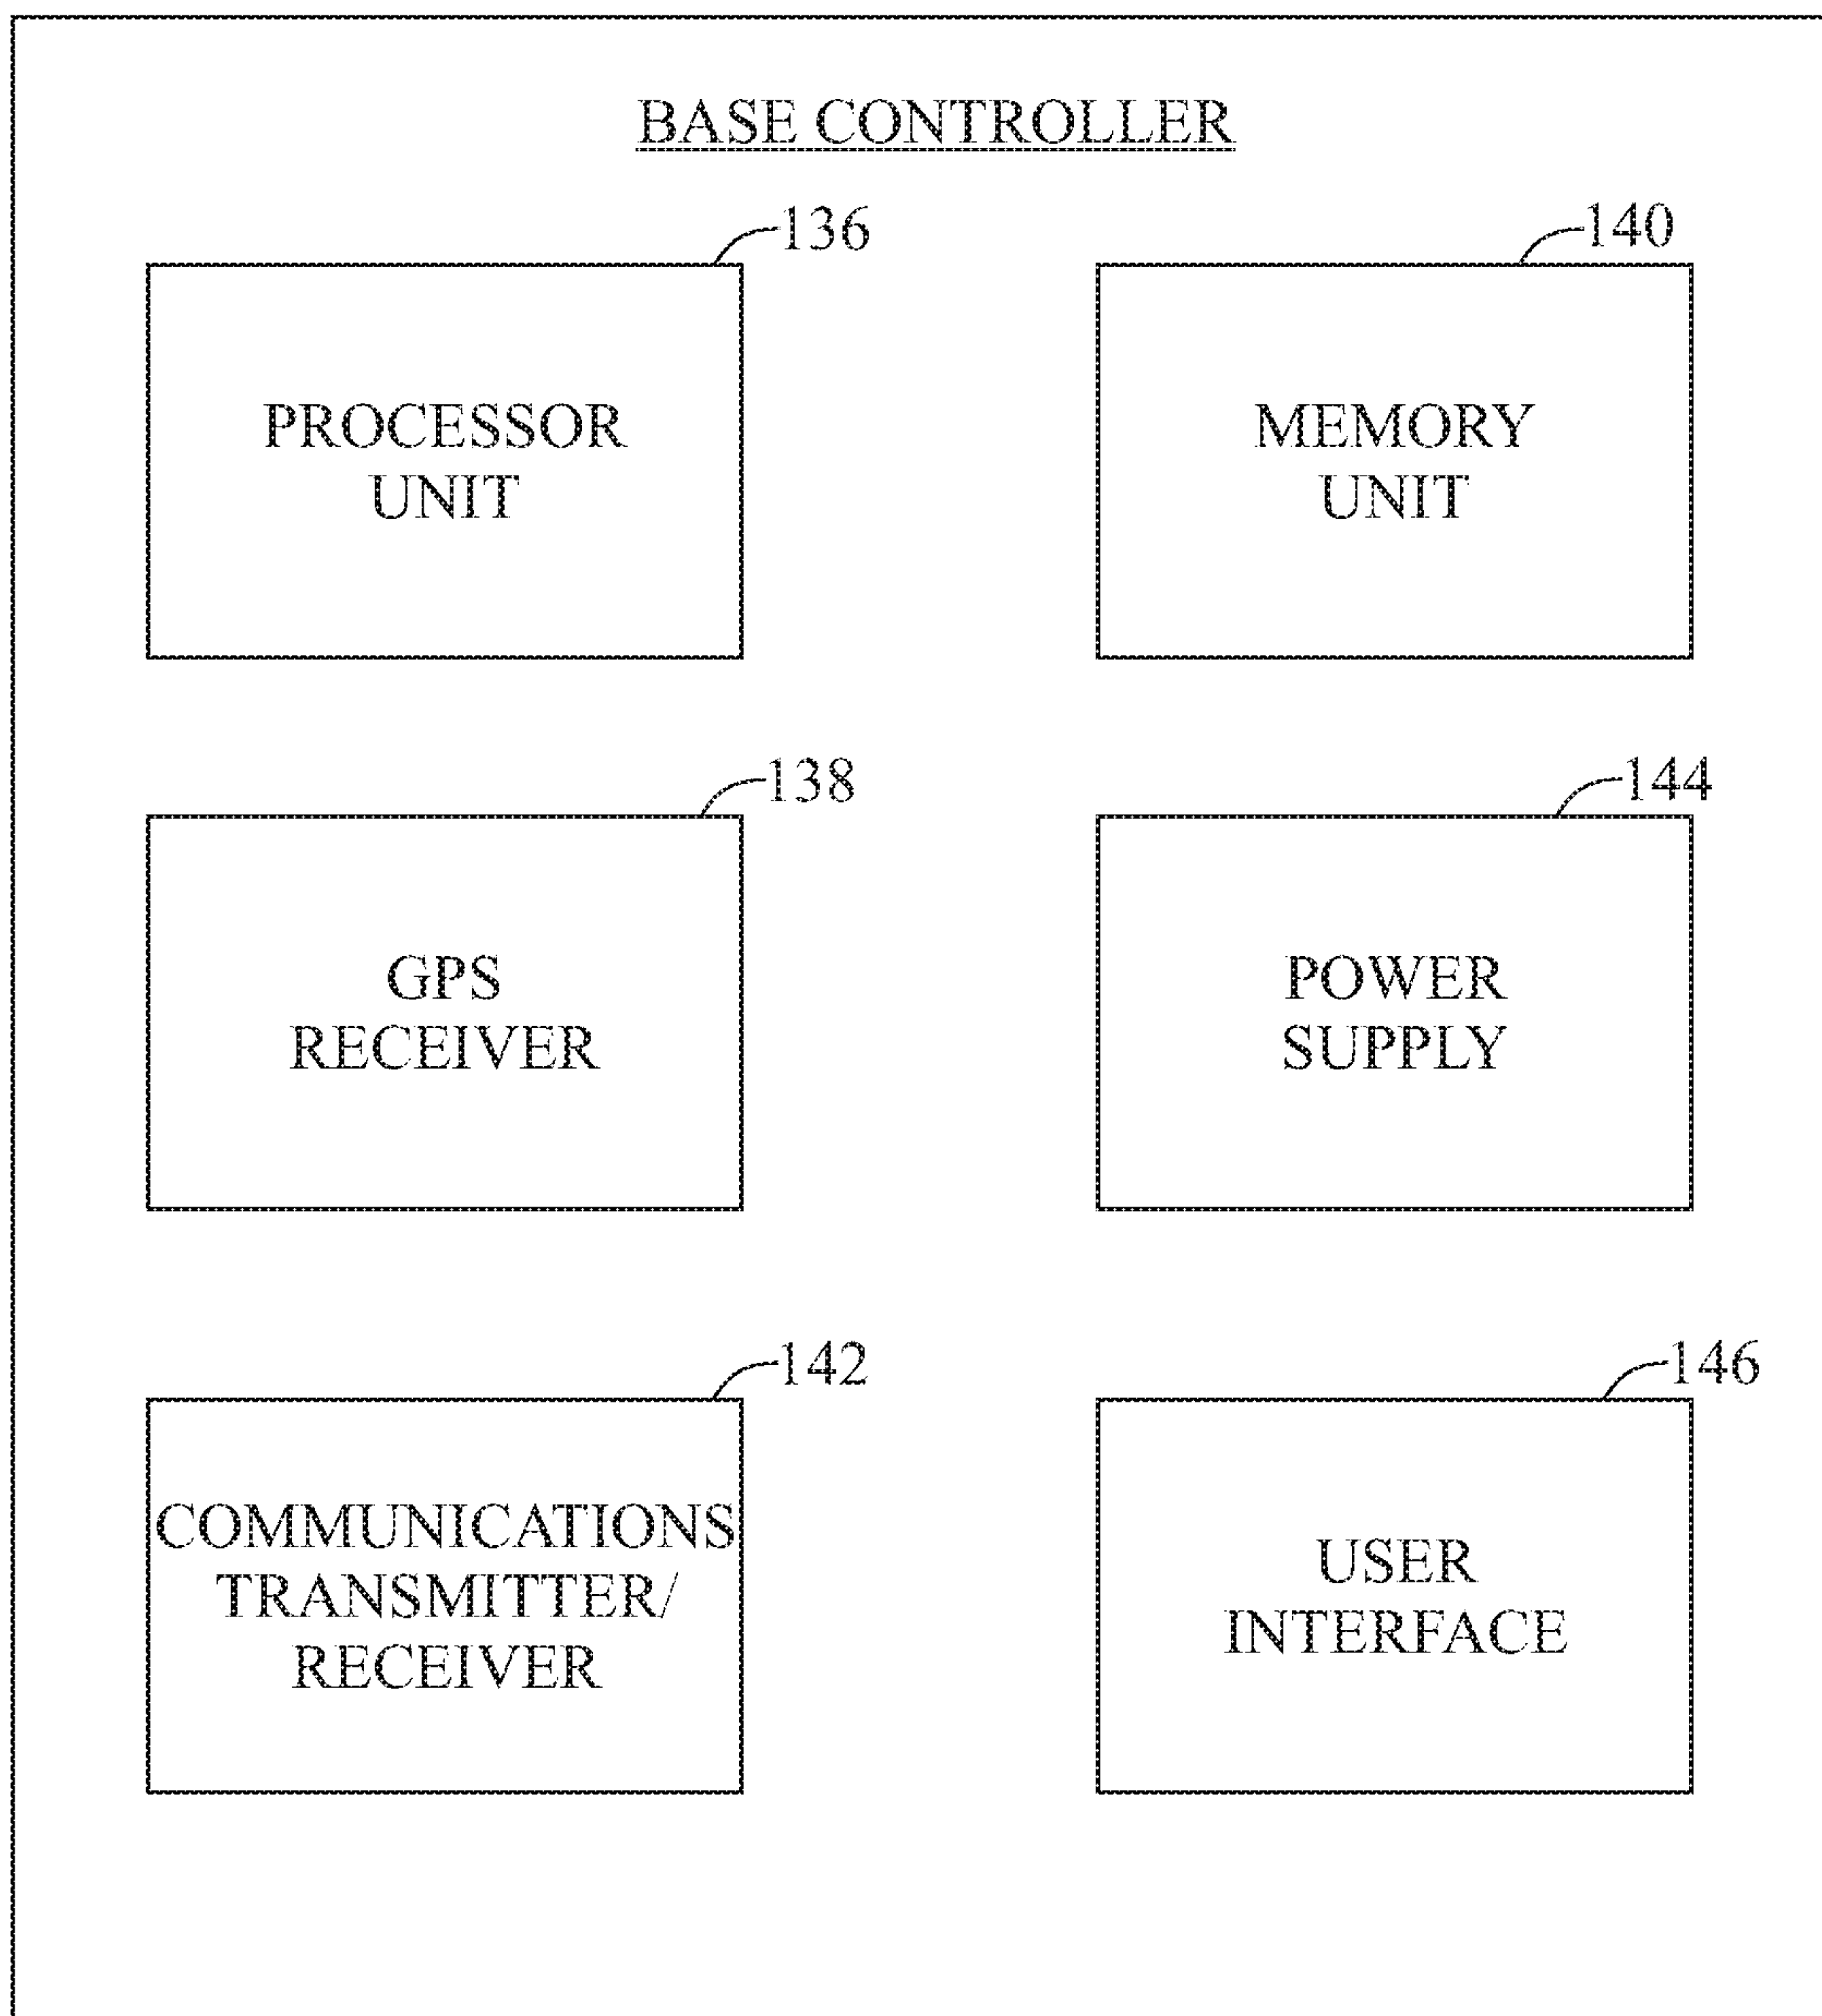 BASE CONTROLLER
136
140
PROCESSOR
UNIT
MEMORY
UNIT
138
144
GPS
RECEIVER
POWER
SUPPLY
142
146
COMMUNICATIONS
TRANSMITTER/
RECEIVER
USER
INTERFACE